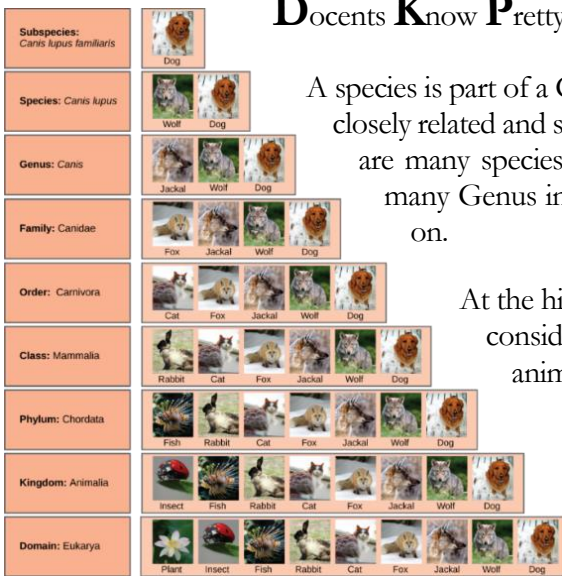 Docents Know Pretty
Subspecies:
Canis lupus familiaris
Dog
A species is part of a G
Species: Canis lupus
Wolf Dog
closely related and s
are many species
Genus: Canis
Jackal Wolf Dog
many Genus in
on.
Family: Canidae
Fox Jackal Wolf Dog
Order: Carnivora
Cat Fox Jackal Wolf Dog
At the hi
consid
anim
Class: Mammalia
Rabbit Cat Fox Jackal Wolf Dog
Phylum: Chordata
Fish Rabbit Cat Fox Jackal Wolf Dog
Kingdom: Animalia
Insect Fish Rabbit Cat Fox Jackal Wolf Dog
Domain: Eukarya
Plant Insect Fish Rabbit Cat Fox Jackal Wolf Dog